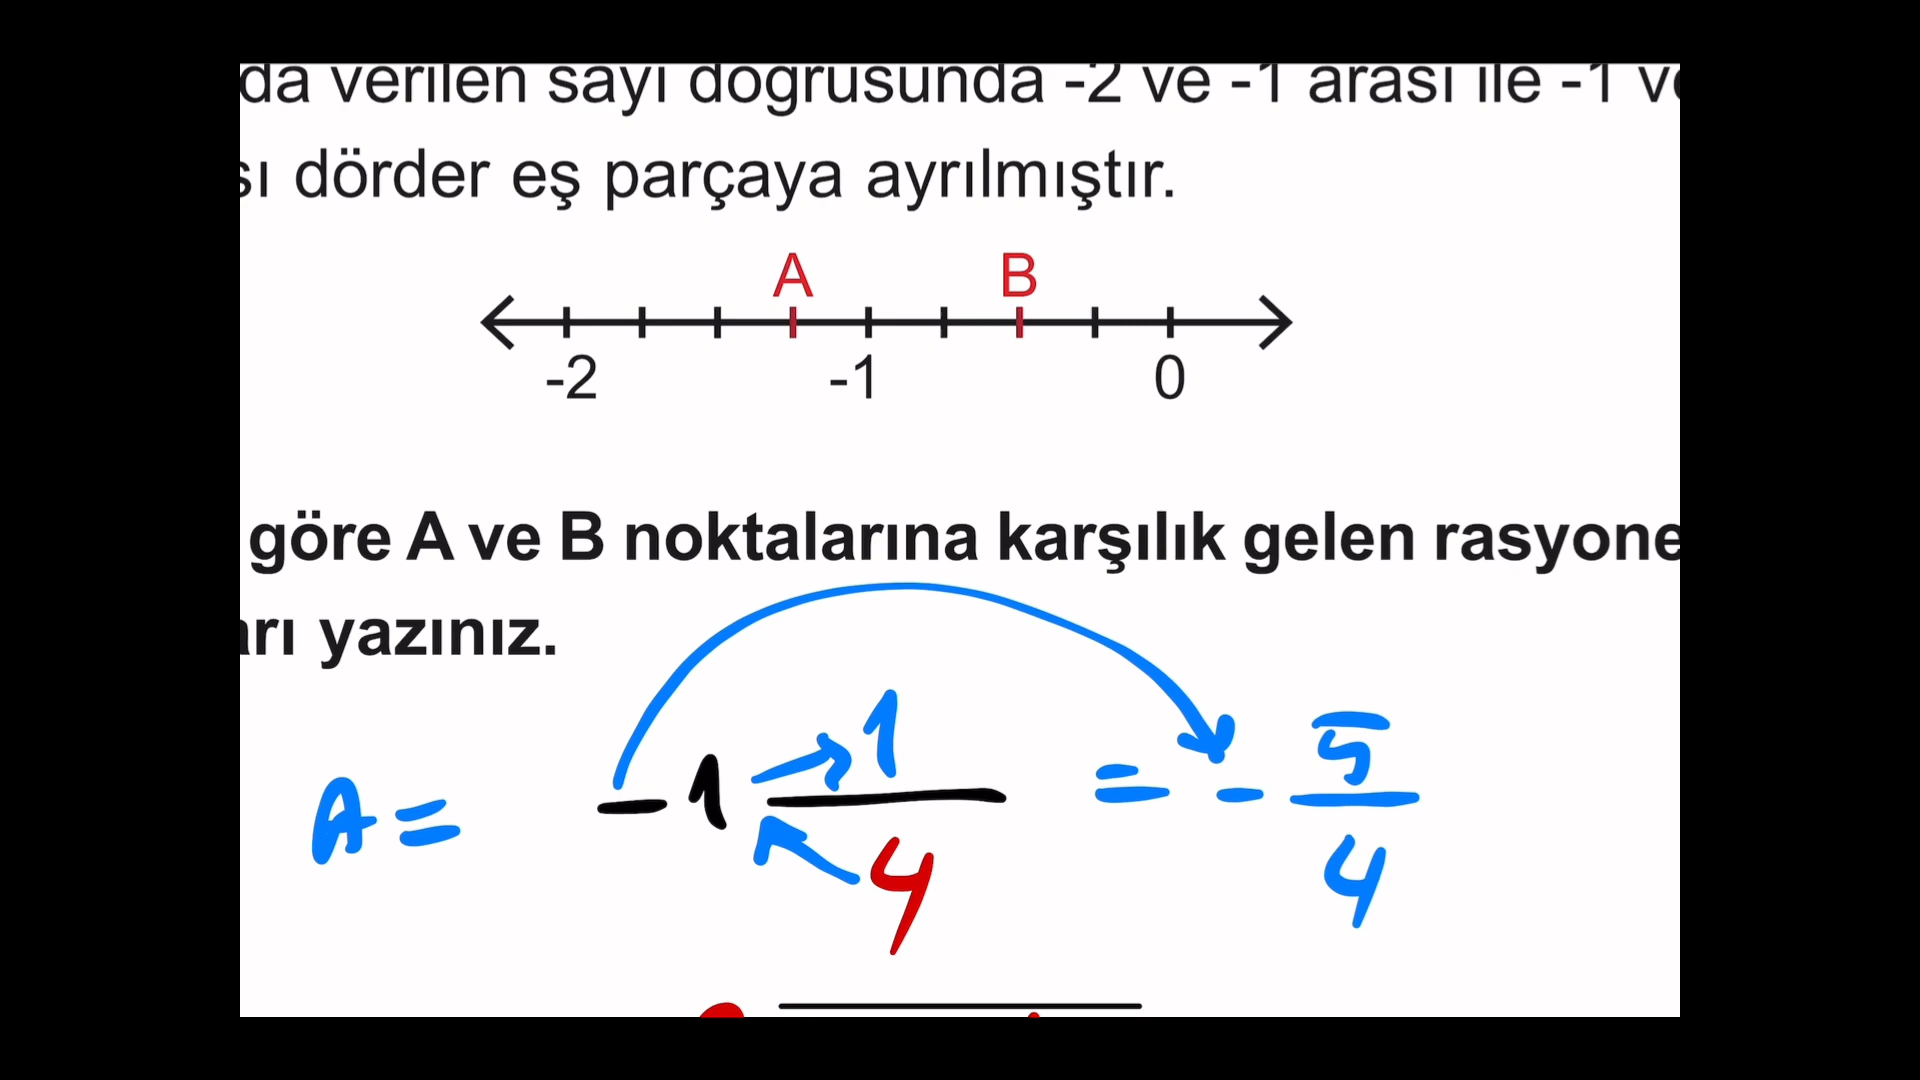 da verilen sayı doğrusunda -2 ve -1 arası ile -1 ve
sı dörder eş parçaya ayrılmıştır.
A B
-2 -1 0
göre A ve B noktalarına karşılık gelen rasyone
arı yazınız.
A = -1 1/4 = - 5/4